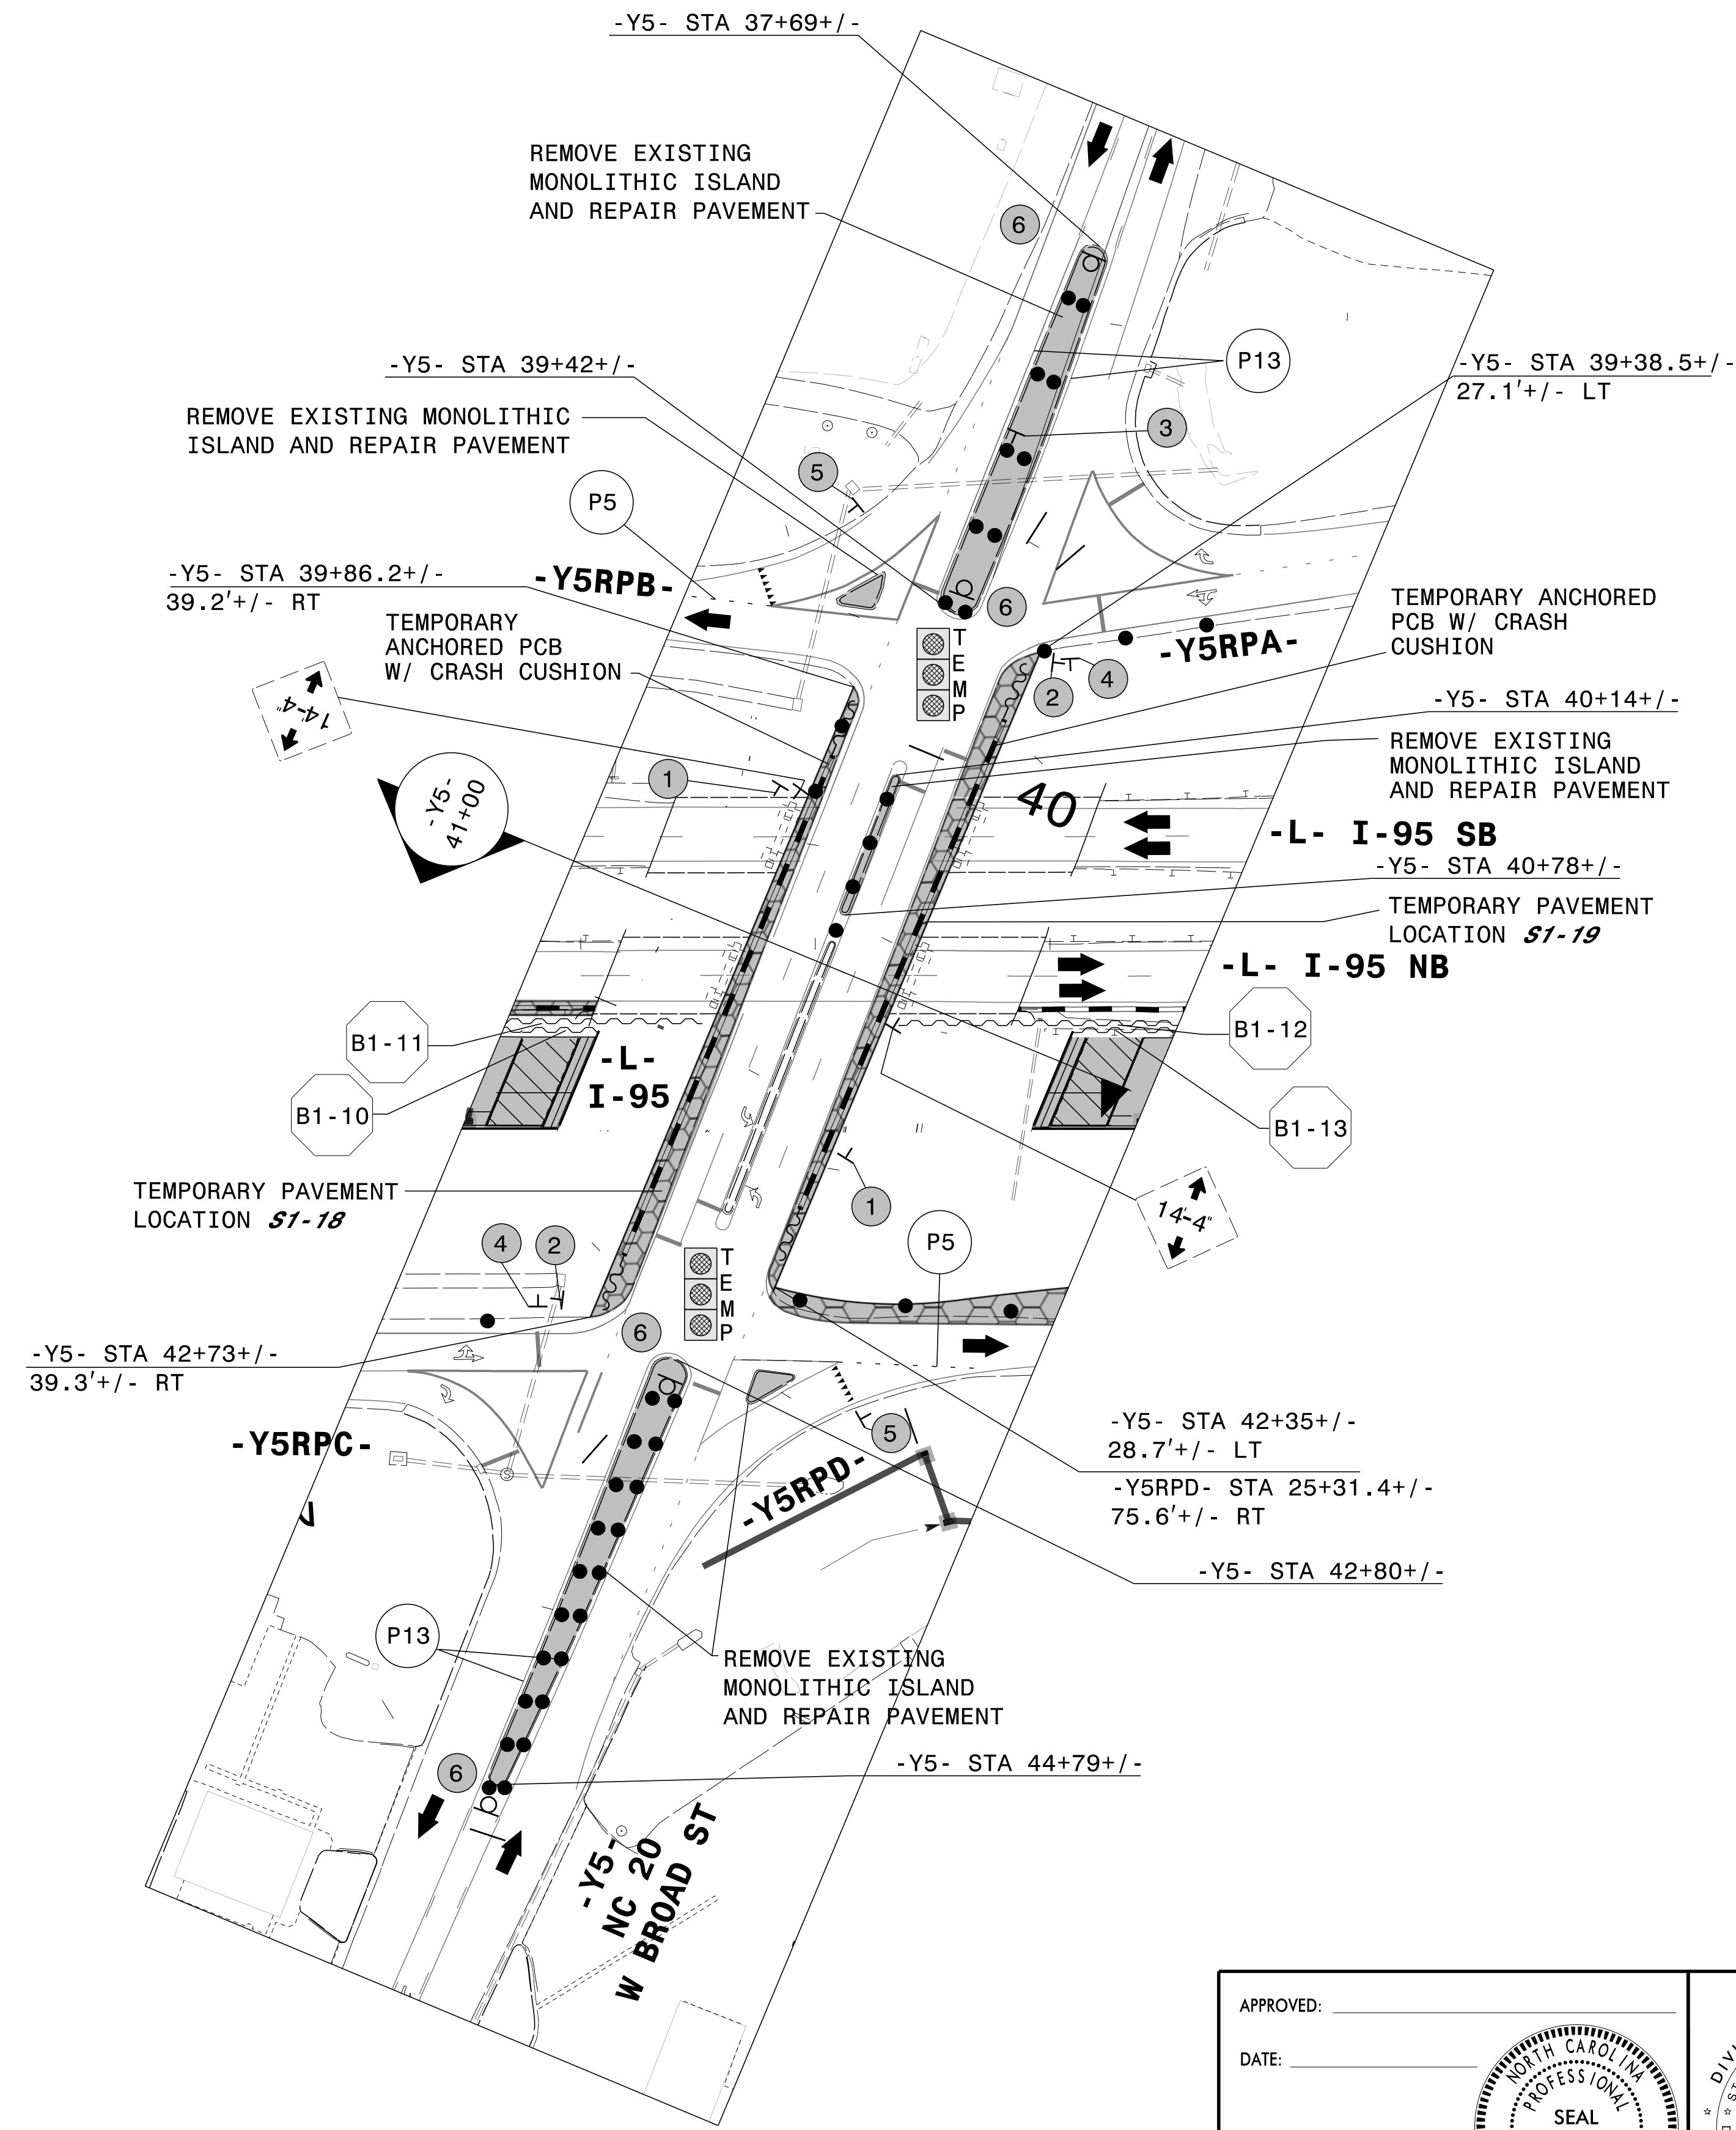 -Y5- STA 37+69+/-
REMOVE EXISTING
MONOLITHIC ISLAND
AND REPAIR PAVEMENT
6
P13
-Y5- STA 39+42+/-
-Y5- STA 39+38.5+/-
27.1'+/- LT
REMOVE EXISTING MONOLITHIC
ISLAND AND REPAIR PAVEMENT
3
5
P5
-Y5- STA 39+86.2+/-
39.2'+/- RT
-Y5RPB-
6
TEMPORARY
ANCHORED PCB
W/ CRASH CUSHION
TEMP
-Y5RPA-
TEMPORARY ANCHORED
PCB W/ CRASH
CUSHION
2
4
14'-4"
-Y5- STA 40+14+/-
REMOVE EXISTING
MONOLITHIC ISLAND
AND REPAIR PAVEMENT
1
-Y5-
41+00
40
-L- I-95 SB
-Y5- STA 40+78+/-
TEMPORARY PAVEMENT
LOCATION S1-19
-L- I-95 NB
B1-11
B1-12
-L-
I-95
B1-10
B1-13
TEMPORARY PAVEMENT
LOCATION S1-18
1
14'-4"
4
2
P5
TEMP
6
-Y5- STA 42+73+/-
39.3'+/- RT
-Y5RPC-
5
-Y5RPD-
-Y5- STA 42+35+/-
28.7'+/- LT
-Y5RPD- STA 25+31.4+/-
75.6'+/- RT
S
-Y5- STA 42+80+/-
P13
REMOVE EXISTING
MONOLITHIC ISLAND
AND REPAIR PAVEMENT
6
-Y5- STA 44+79+/-
-Y5-
NC 20
W BROAD ST
APPROVED:
DATE:
NORTH CAROLINA
PROFESSIONAL
SEAL